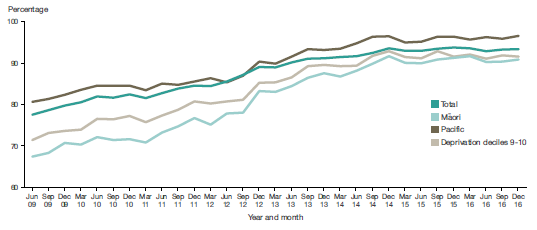 Percentage
100
90
80
70
60
Total
Māori
Pacific
Deprivation deciles 9-10
Jun Sep Dec Mar Jun Sep Dec Mar Jun Sep Dec Mar Jun Sep Dec Mar Jun Sep Dec Mar Jun Sep Dec Mar Jun Sep Dec Mar Jun Sep Dec
09 09 09 10 10 10 10 11 11 11 11 12 12 12 12 13 13 13 13 14 14 14 14 15 15 15 15 16 16 16 16
Year and month